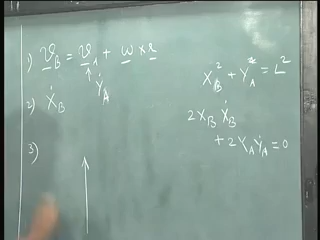 1) v_B = v_A + ω × r
Ẏ_A
2) Ẋ_B
3)
X_B² + Y_A² = L²
2X_B Ẋ_B
+ 2Y_A Ẏ_A = 0